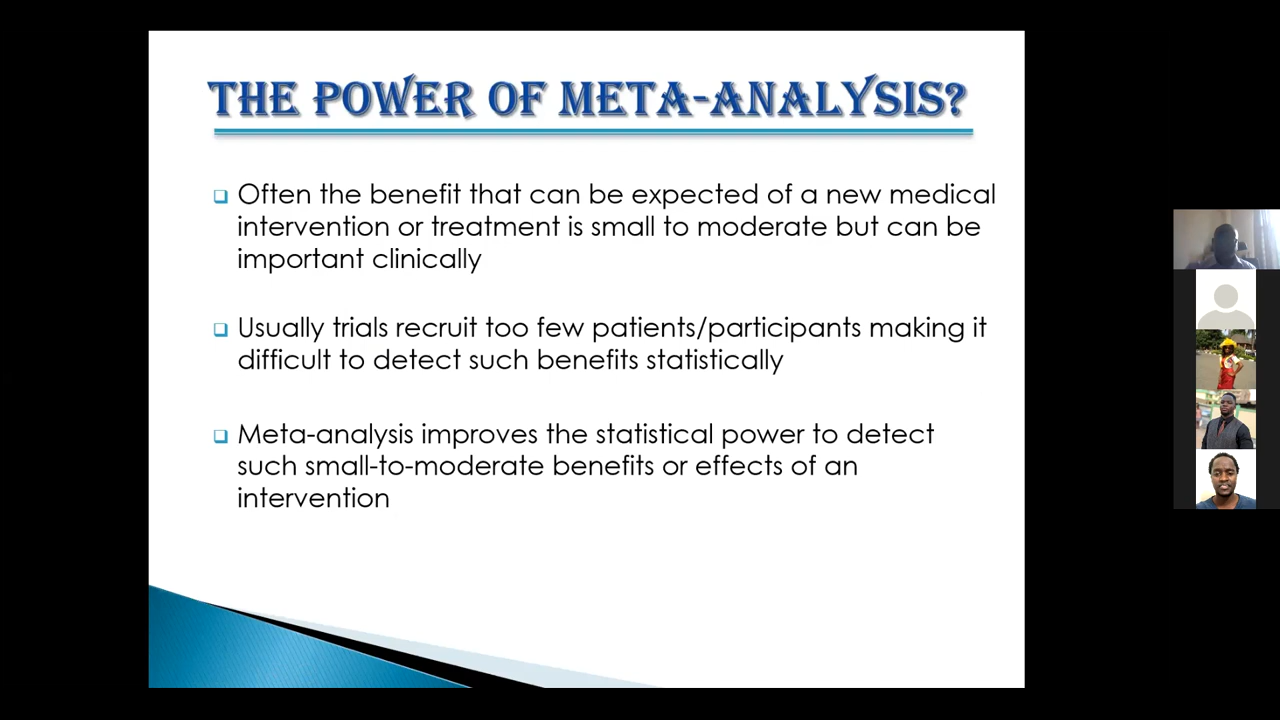 THE POWER OF META-ANALYSIS?
Often the benefit that can be expected of a new medical
intervention or treatment is small to moderate but can be
important clinically
Usually trials recruit too few patients/participants making it
difficult to detect such benefits statistically
Meta-analysis improves the statistical power to detect
such small-to-moderate benefits or effects of an
intervention